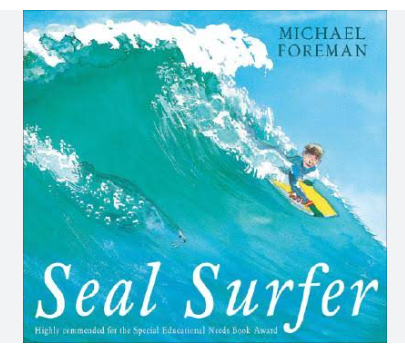 MICHAEL
FOREMAN
Seal Surfer
Highly commended for the Special Educational Needs Book Award